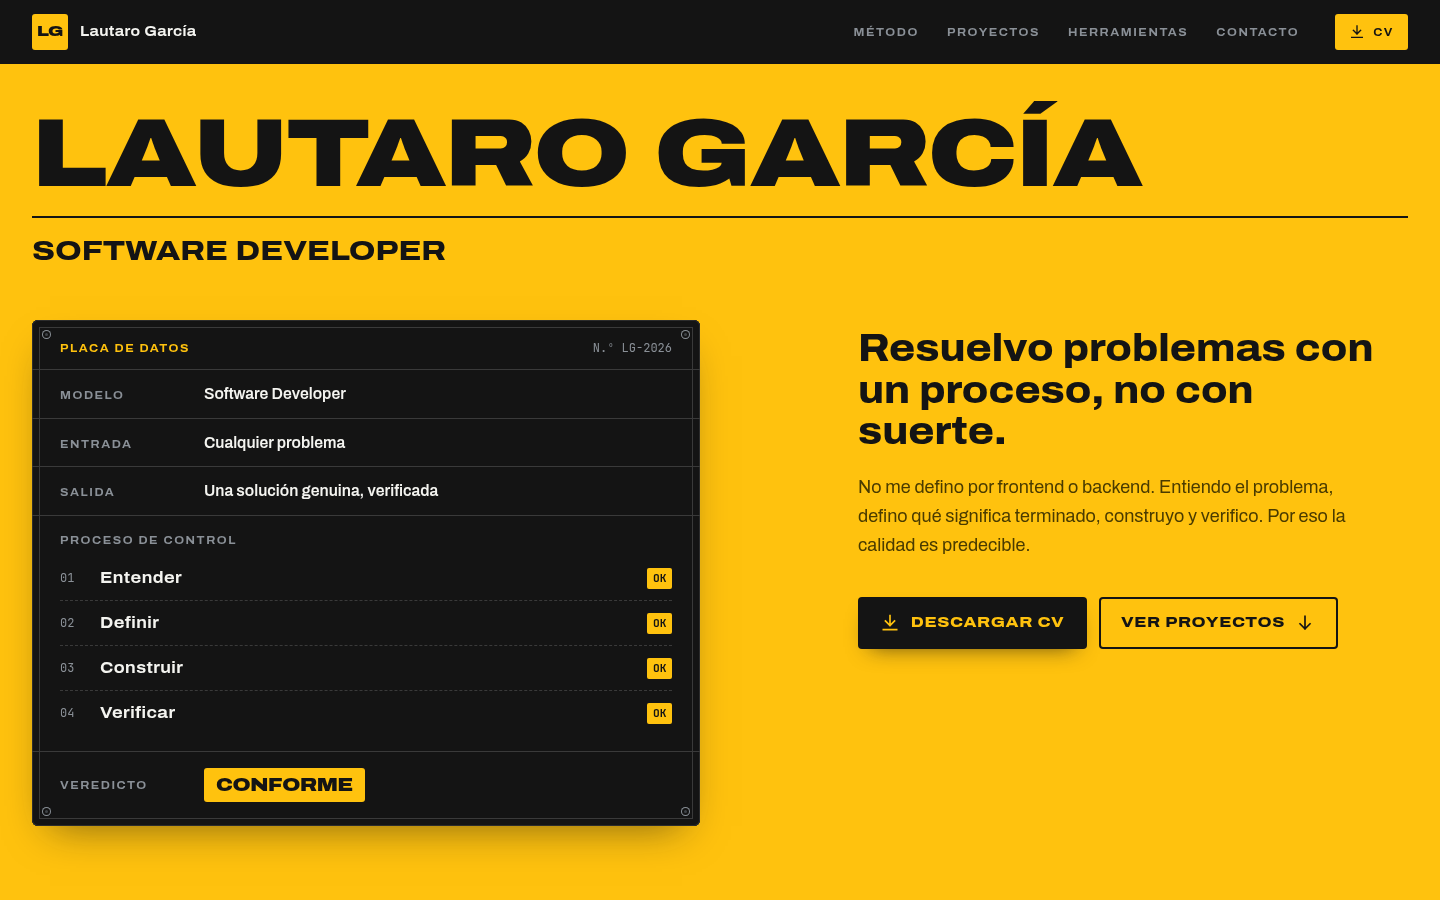 LG Lautaro García MÉTODO PROYECTOS HERRAMIENTAS CONTACTO CV
LAUTARO GARCÍA
SOFTWARE DEVELOPER
PLACA DE DATOS N.° LG-2026
MODELO Software Developer
ENTRADA Cualquier problema
SALIDA Una solución genuina, verificada
PROCESO DE CONTROL
01 Entender OK
02 Definir OK
03 Construir OK
04 Verificar OK
VEREDICTO CONFORME
Resuelvo problemas con
un proceso, no con
suerte.
No me defino por frontend o backend. Entiendo el problema,
defino qué significa terminado, construyo y verifico. Por eso la
calidad es predecible.
DESCARGAR CV VER PROYECTOS